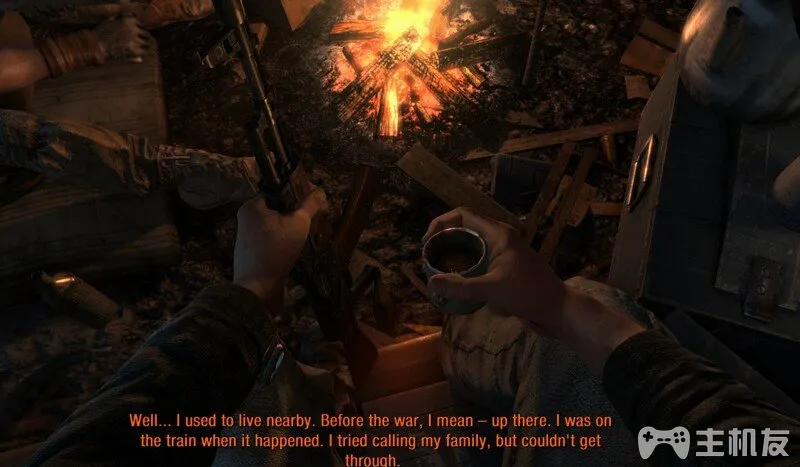 Well... I used to live nearby. Before the war, I mean – up there. I was on
the train when it happened. I tried calling my family, but couldn't get
through.
主机友